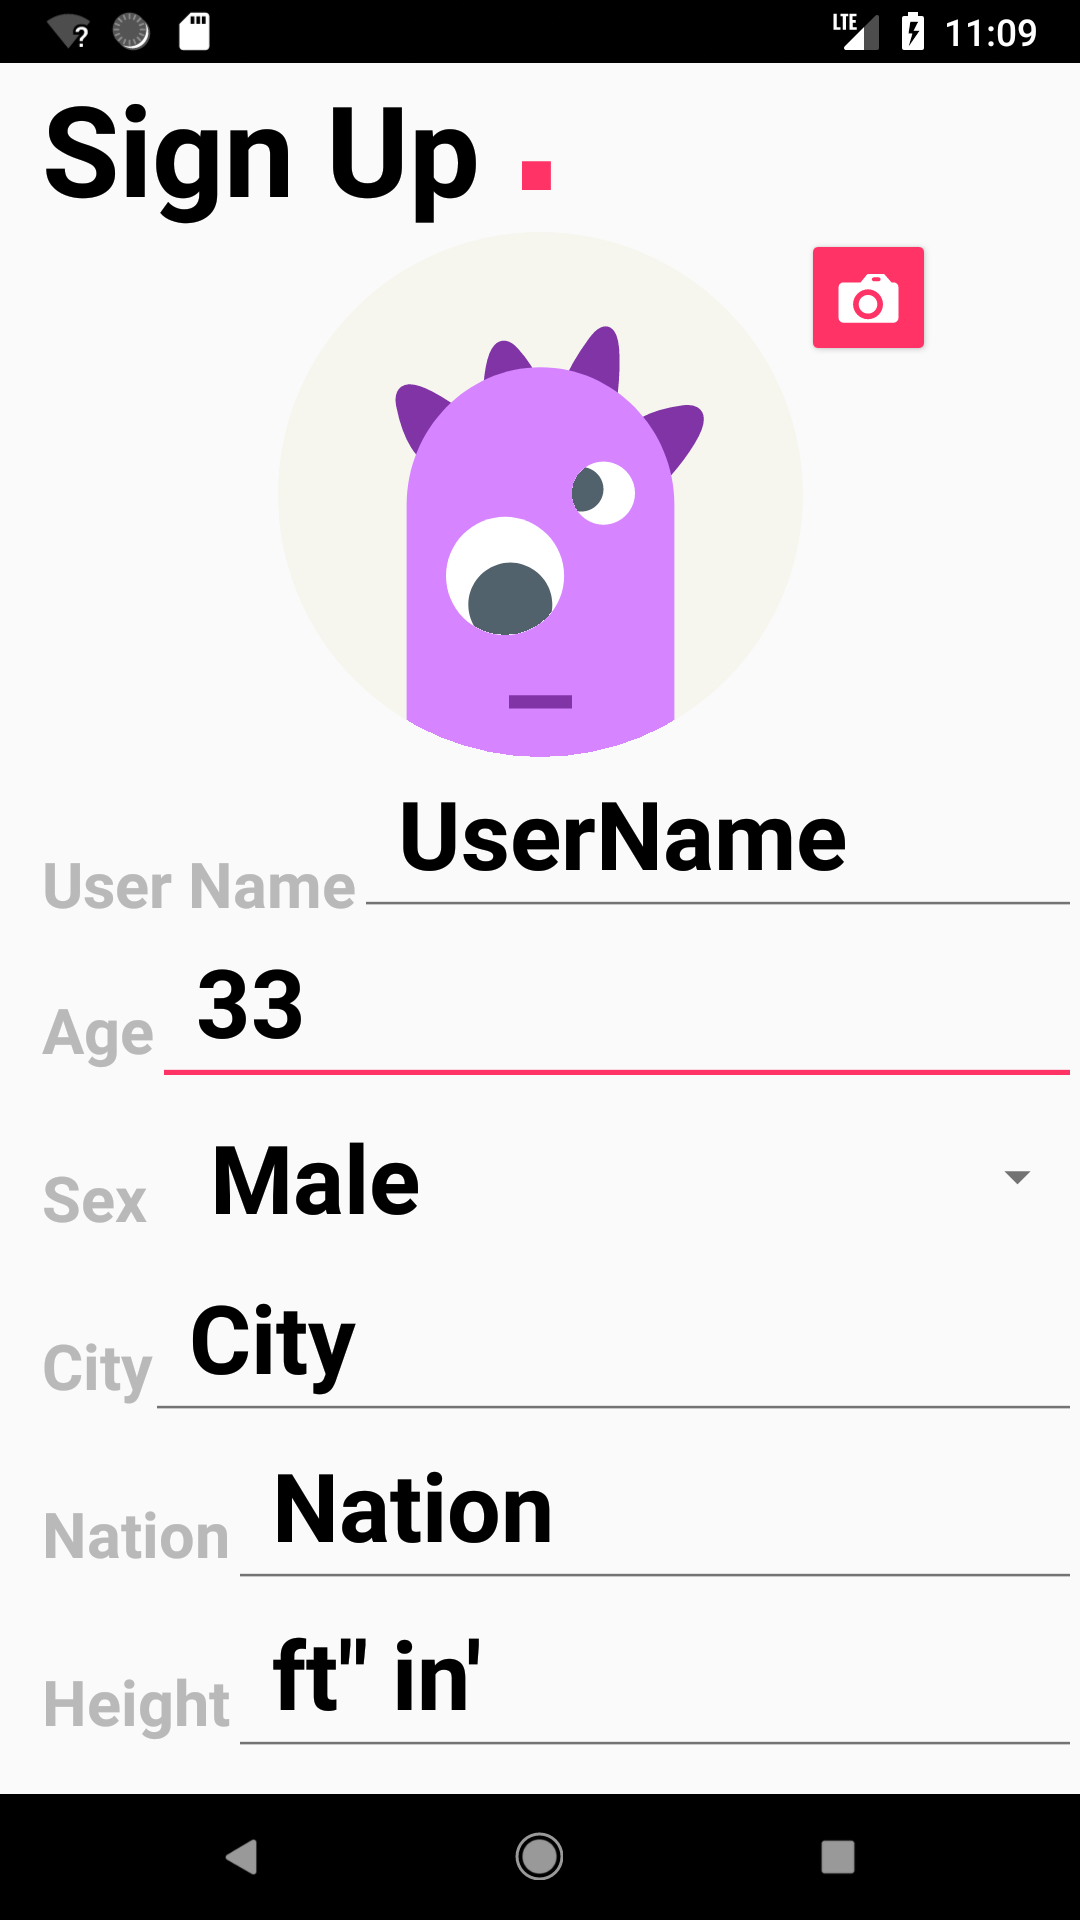 LTE 11:09
Sign Up
User Name UserName
Age 33
Sex Male
City City
Nation Nation
Height ft" in'